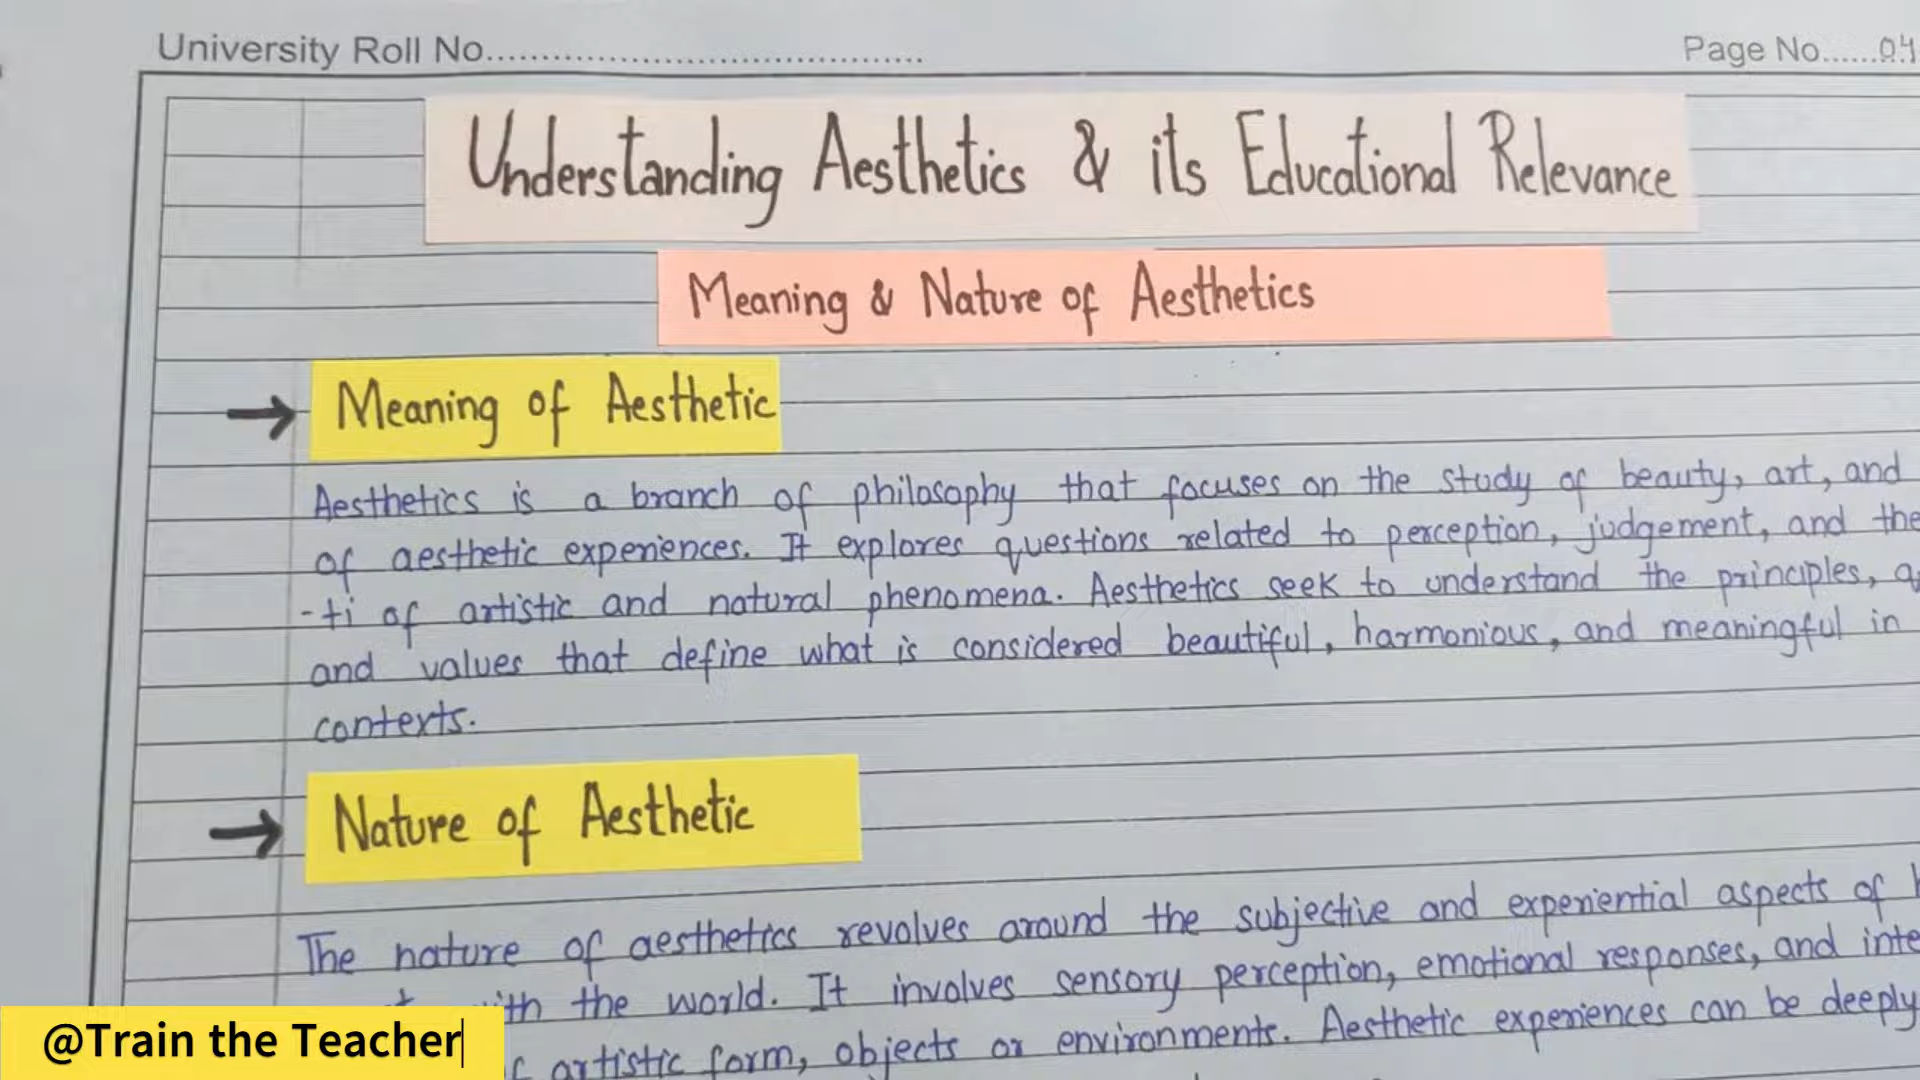 University Roll No.......................................
Page No......04
Understanding Aesthetics & its Educational Relevance
Meaning & Nature of Aesthetics
→ Meaning of Aesthetic
Aesthetics is a branch of philosophy that focuses on the study of beauty, art, and
of aesthetic experiences. It explores questions related to perception, judgement, and the
-ti of artistic and natural phenomena. Aesthetics seek to understand the principles,
and values that define what is considered beautiful, harmonious, and meaningful in
contexts.
→ Nature of Aesthetic
The nature of aesthetics revolves around the subjective and experiential aspects of
the world. It involves sensory perception, emotional responses, and
artistic form, objects or environments. Aesthetic experiences can be deeply
@Train the Teacher